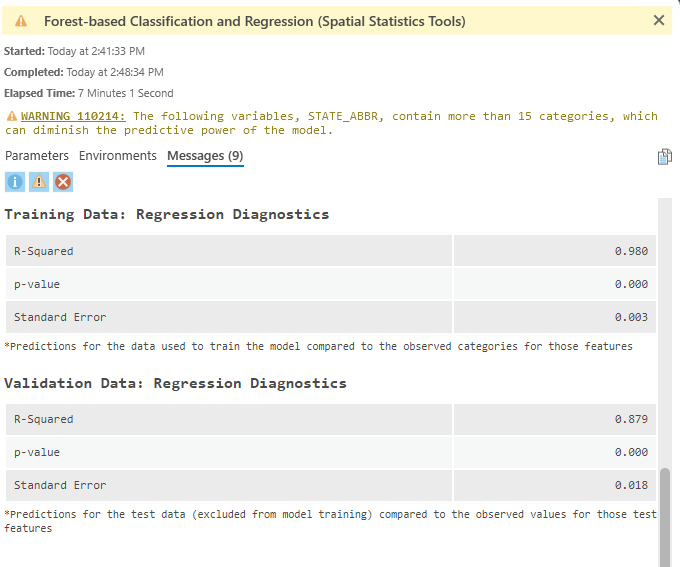 Forest-based Classification and Regression (Spatial Statistics Tools)
Started: Today at 2:41:33 PM
Completed: Today at 2:48:34 PM
Elapsed Time: 7 Minutes 1 Second
WARNING 110214: The following variables, STATE_ABBR, contain more than 15 categories, which
can diminish the predictive power of the model.
Parameters Environments Messages (9)
Training Data: Regression Diagnostics
R-Squared 0.980
p-value 0.000
Standard Error 0.003
*Predictions for the data used to train the model compared to the observed categories for those features
Validation Data: Regression Diagnostics
R-Squared 0.879
p-value 0.000
Standard Error 0.018
*Predictions for the test data (excluded from model training) compared to the observed values for those test
features